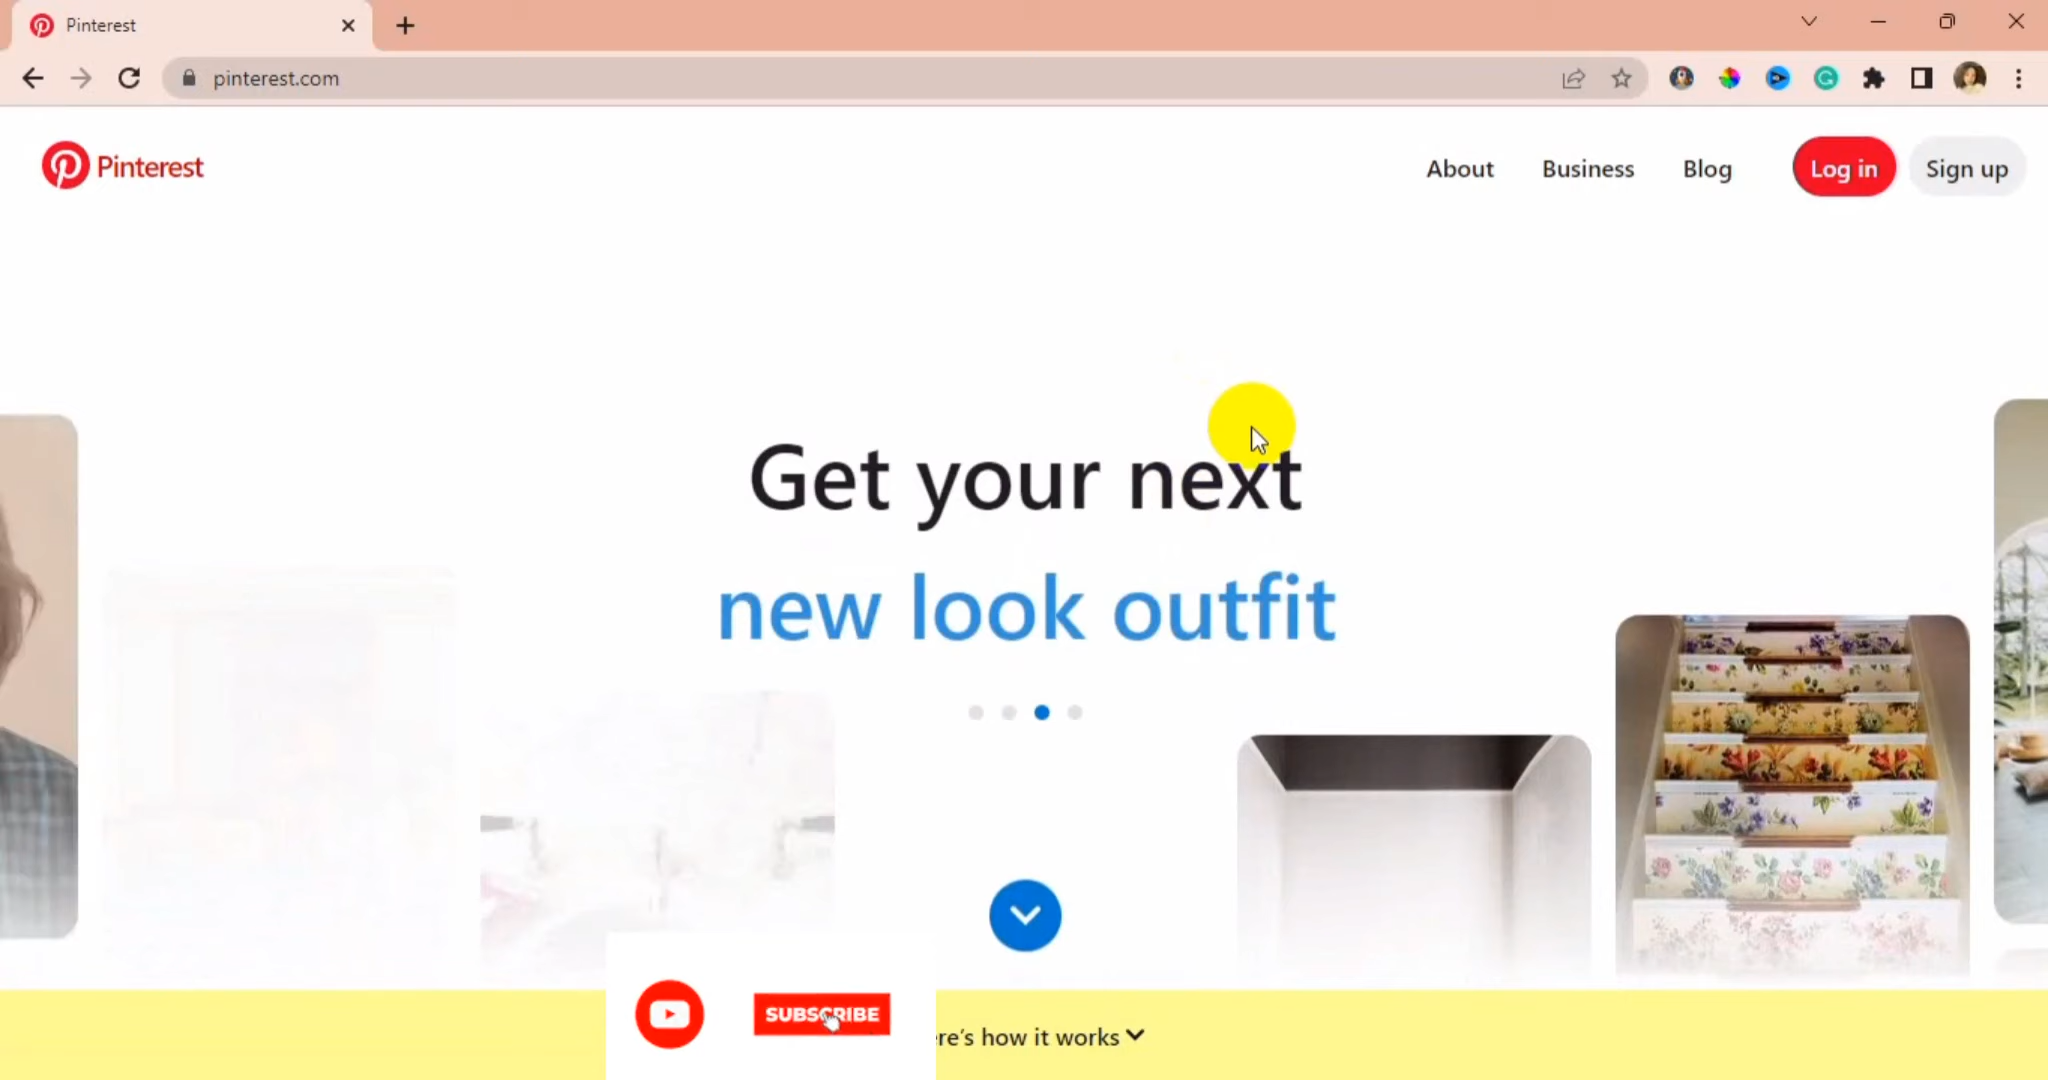 Pinterest
pinterest.com
Pinterest
About
Business
Blog
Log in
Sign up
Get your next
new look outfit
SUBSCRIBE
ere's how it works